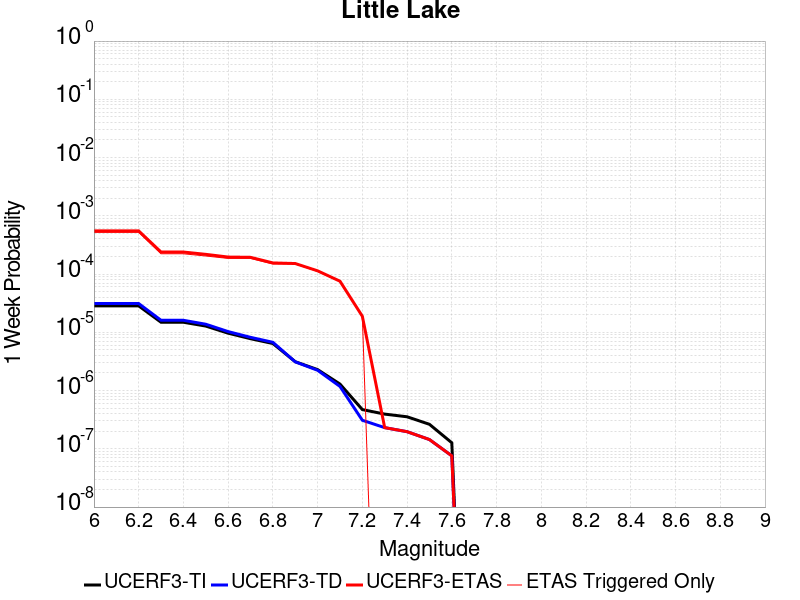 Little Lake
10 0
10 -1
10 -2
10 -3
10 -4
10 -5
10 -6
10 -7
10 -8
1 Week Probability
6 6.2 6.4 6.6 6.8 7 7.2 7.4 7.6 7.8 8 8.2 8.4 8.6 8.8 9
Magnitude
UCERF3-TI UCERF3-TD UCERF3-ETAS ETAS Triggered Only